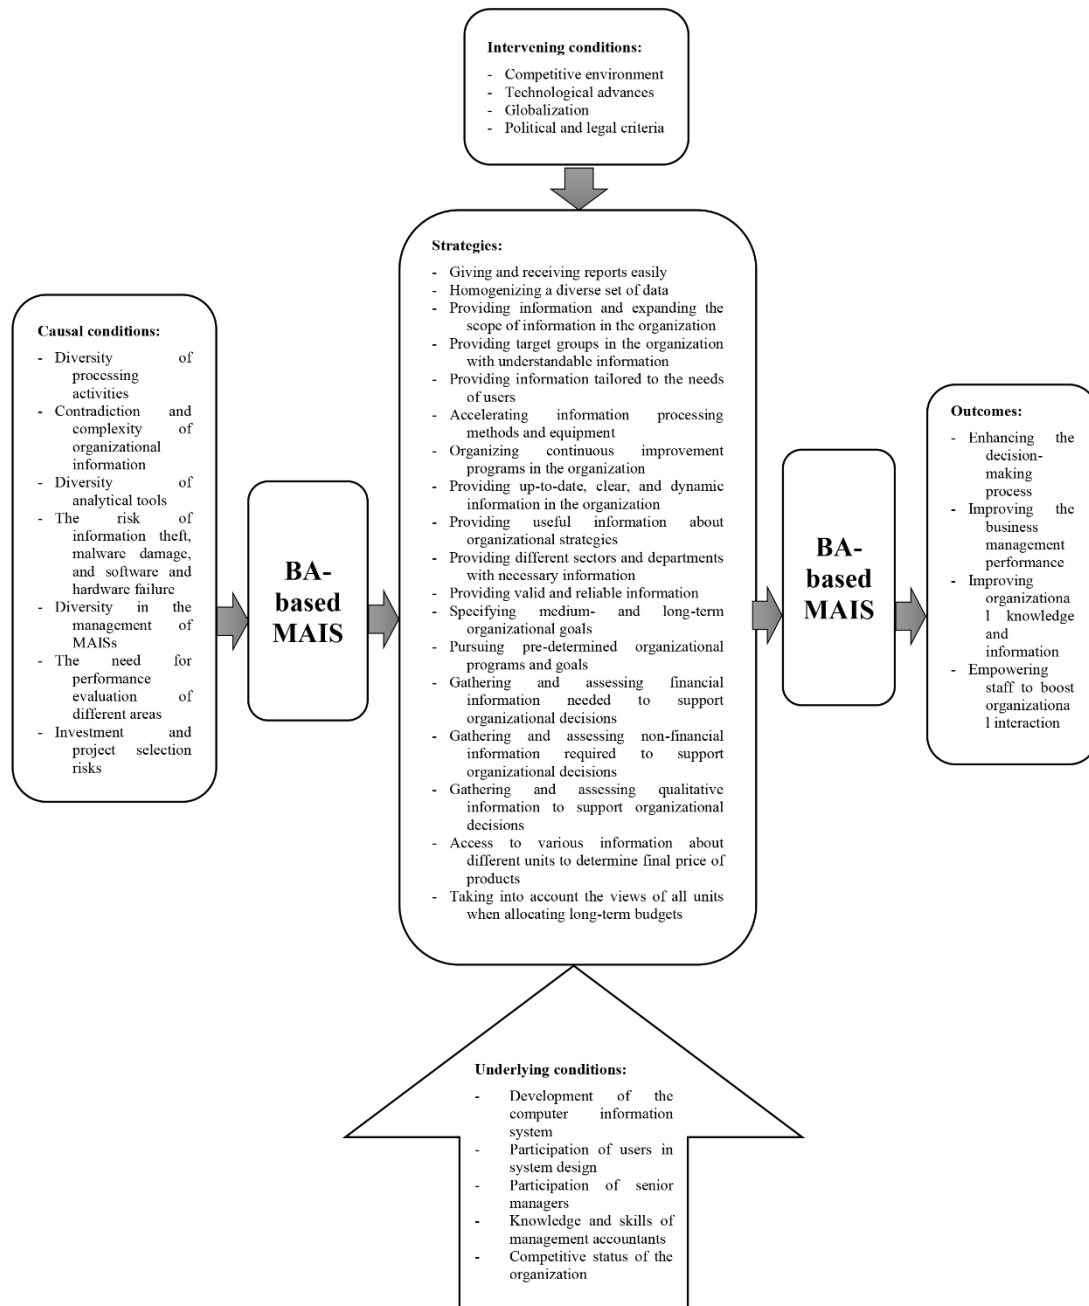 Intervening conditions:
- Competitive environment
- Technological advances
- Globalization
- Political and legal criteria
Causal conditions:
- Diversity of
processing
activities
- Contradiction and
complexity of
organizational
information
- Diversity of
analytical tools
- The risk of
information theft,
malware damage,
and software and
hardware failure
- Diversity in the
management of
MAISs
- The need for
performance
evaluation of
different areas
- Investment and
project selection
risks
BA-
based
MAIS
Strategies:
- Giving and receiving reports easily
- Homogenizing a diverse set of data
- Providing information and expanding the
scope of information in the organization
- Providing target groups in the organization
with understandable information
- Providing information tailored to the needs
of users
- Accelerating information processing
methods and equipment
- Organizing continuous improvement
programs in the organization
- Providing up-to-date, clear, and dynamic
information in the organization
- Providing useful information about
organizational strategies
- Providing different sectors and departments
with necessary information
- Providing valid and reliable information
- Specifying medium- and long-term
organizational goals
- Pursuing pre-determined organizational
programs and goals
- Gathering and assessing financial
information needed to support
organizational decisions
- Gathering and assessing non-financial
information required to support
organizational decisions
- Gathering and assessing qualitative
information to support organizational
decisions
- Access to various information about
different units to determine final price of
products
- Taking into account the views of all units
when allocating long-term budgets
BA-
based
MAIS
Outcomes:
- Enhancing the
decision-
making
process
- Improving the
business
management
performance
- Improving
organizationa
l knowledge
and
information
- Empowering
staff to boost
organizationa
l interaction
Underlying conditions:
- Development of the
computer information
system
- Participation of users in
system design
- Participation of senior
managers
- Knowledge and skills of
management accountants
- Competitive status of the
organization